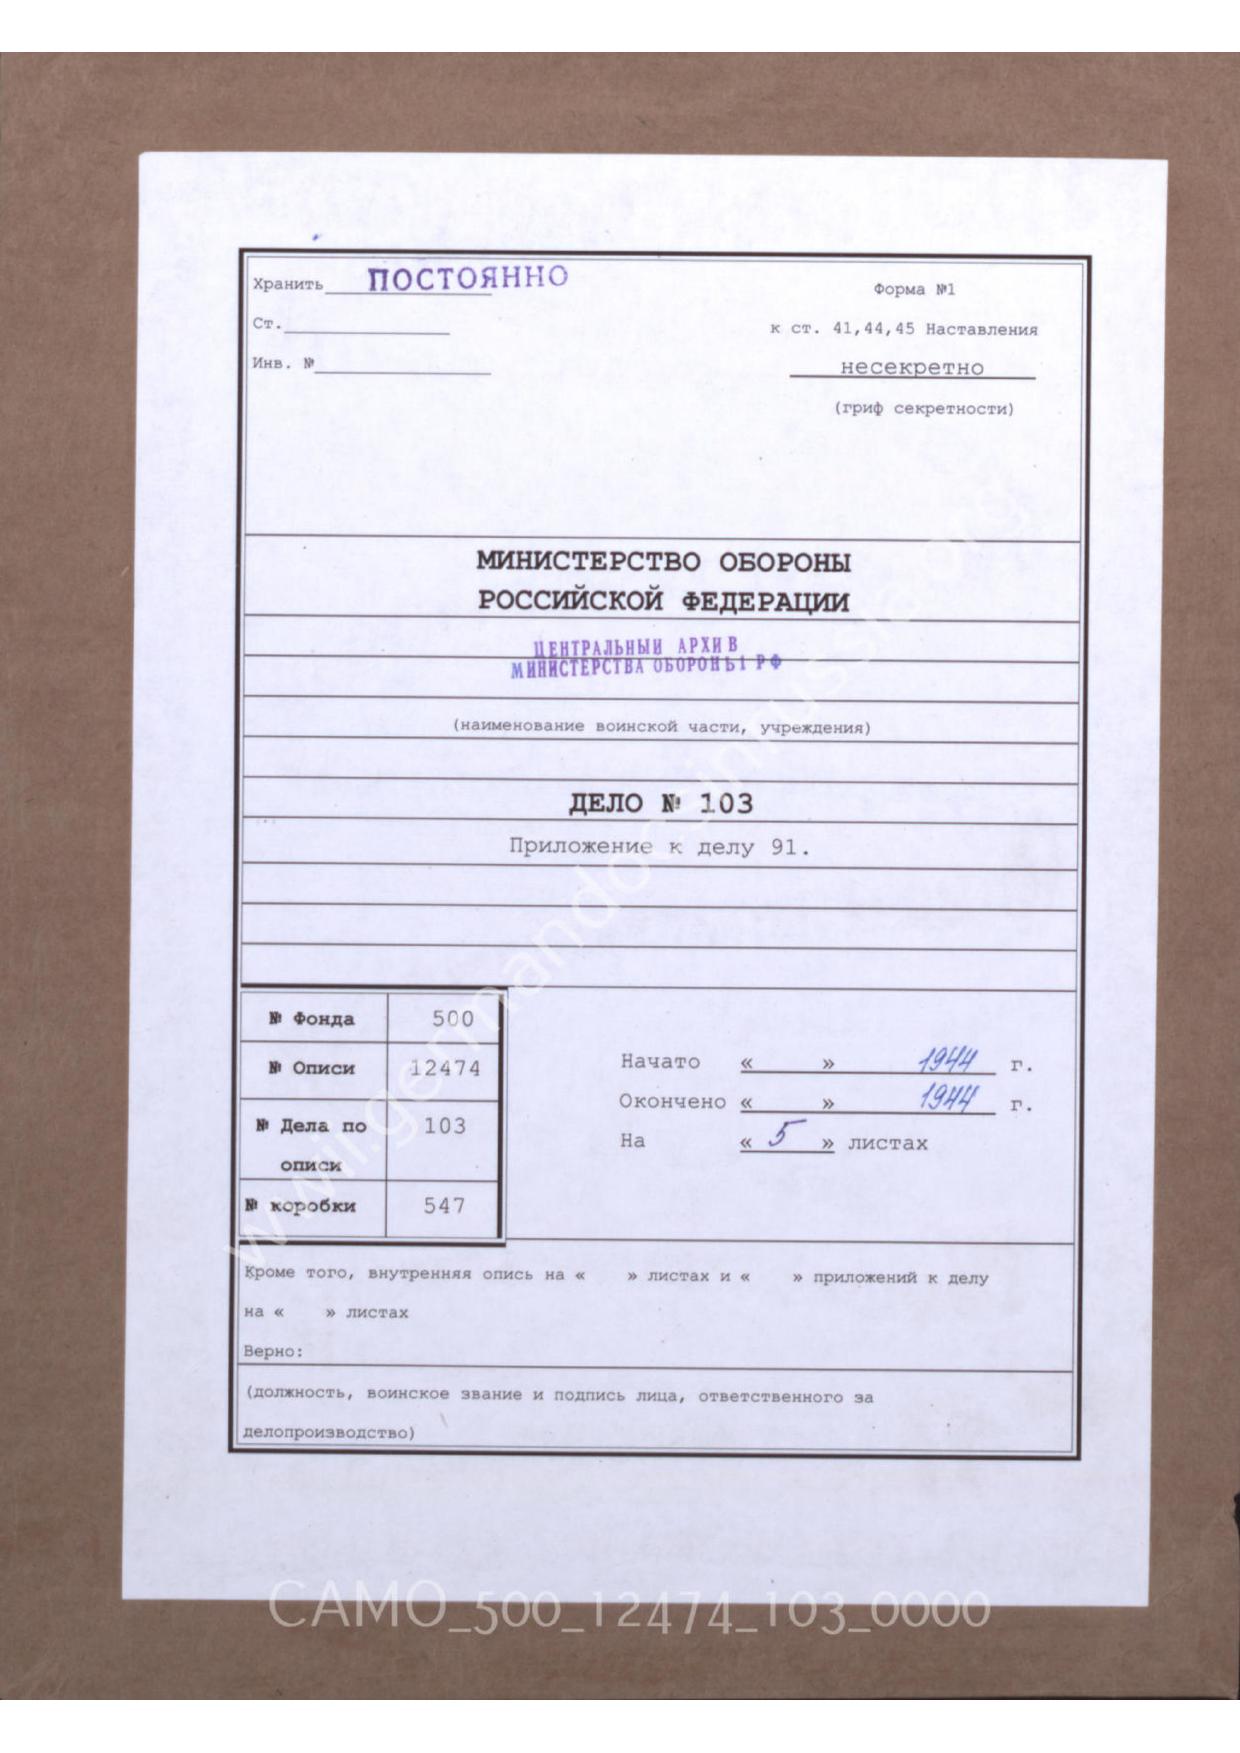 Хранить ПОСТОЯННО
Форма №1
Ст.
к ст. 41,44,45 Наставления
Инв. №
несекретно
(гриф секретности)
МИНИСТЕРСТВО ОБОРОНЫ
РОССИЙСКОЙ ФЕДЕРАЦИИ
ЦЕНТРАЛЬНЫЙ АРХИВ
МИНИСТЕРСТВА ОБОРОНЫ РФ
(наименование воинской части, учреждения)
ДЕЛО № 103
Приложение к делу 91.
№ Фонда 500
№ Описи 12474
№ Дела по описи 103
№ коробки 547
Начато « » 1944 г.
Окончено « » 1944 г.
На « 5 » листах
Кроме того, внутренняя опись на « » листах и « » приложений к делу
на « » листах
Верно:
(должность, воинское звание и подпись лица, ответственного за
делопроизводство)
CAMO_500_12474_103_0000